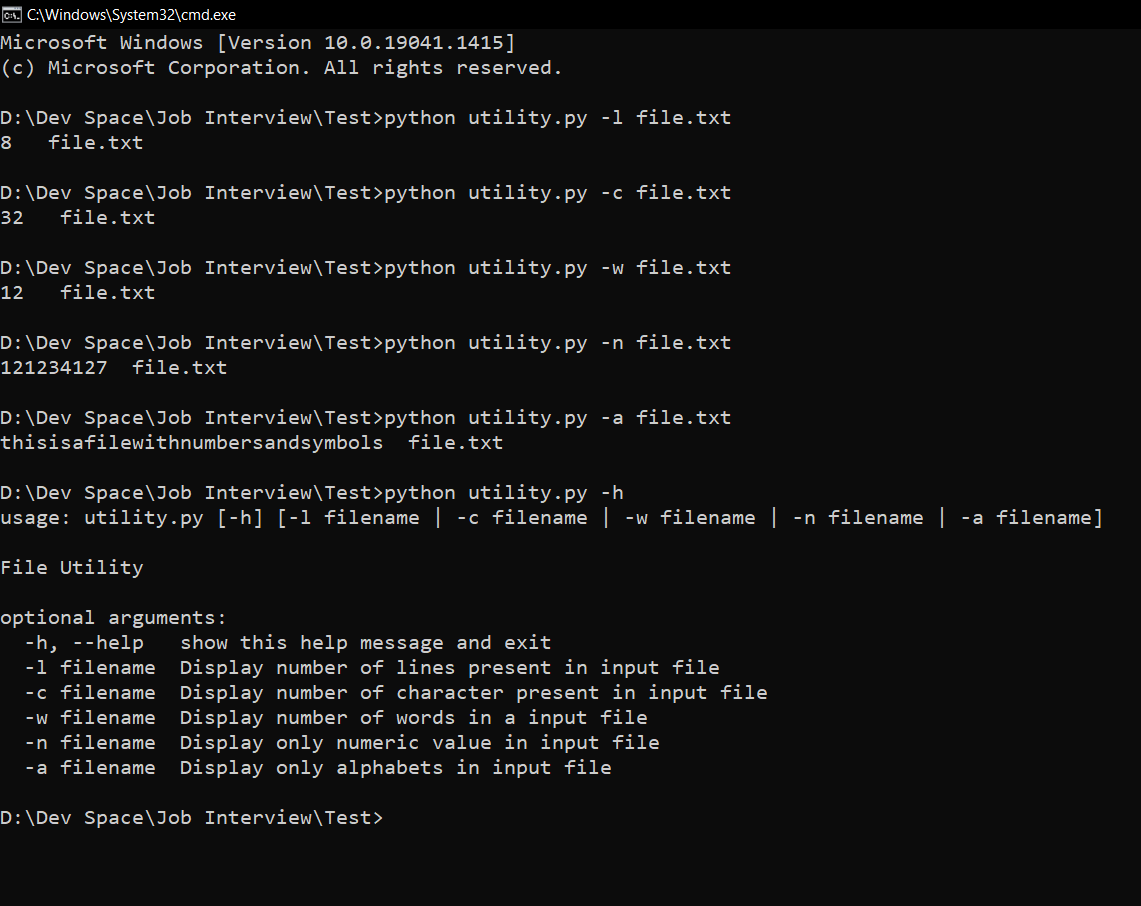 C:\Windows\System32\cmd.exe
Microsoft Windows [Version 10.0.19041.1415]
(c) Microsoft Corporation. All rights reserved.
D:\Dev Space\Job Interview\Test>python utility.py -l file.txt
8   file.txt
D:\Dev Space\Job Interview\Test>python utility.py -c file.txt
32   file.txt
D:\Dev Space\Job Interview\Test>python utility.py -w file.txt
12   file.txt
D:\Dev Space\Job Interview\Test>python utility.py -n file.txt
121234127  file.txt
D:\Dev Space\Job Interview\Test>python utility.py -a file.txt
thisisafilewithnumbersandsymbols  file.txt
D:\Dev Space\Job Interview\Test>python utility.py -h
usage: utility.py [-h] [-l filename | -c filename | -w filename | -n filename | -a filename]
File Utility
optional arguments:
  -h, --help   show this help message and exit
  -l filename  Display number of lines present in input file
  -c filename  Display number of character present in input file
  -w filename  Display number of words in a input file
  -n filename  Display only numeric value in input file
  -a filename  Display only alphabets in input file
D:\Dev Space\Job Interview\Test>